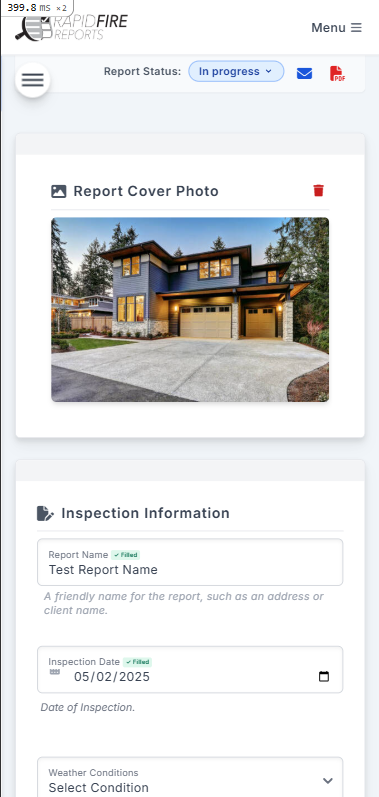 399.8 ms ×2
RAPIDFIRE
REPORTS
Menu
Report Status:
In progress
PDF
Report Cover Photo
Inspection Information
Report Name ✓ Filled
Test Report Name
A friendly name for the report, such as an address or
client name.
Inspection Date ✓ Filled
05/02/2025
Date of Inspection.
Weather Conditions
Select Condition